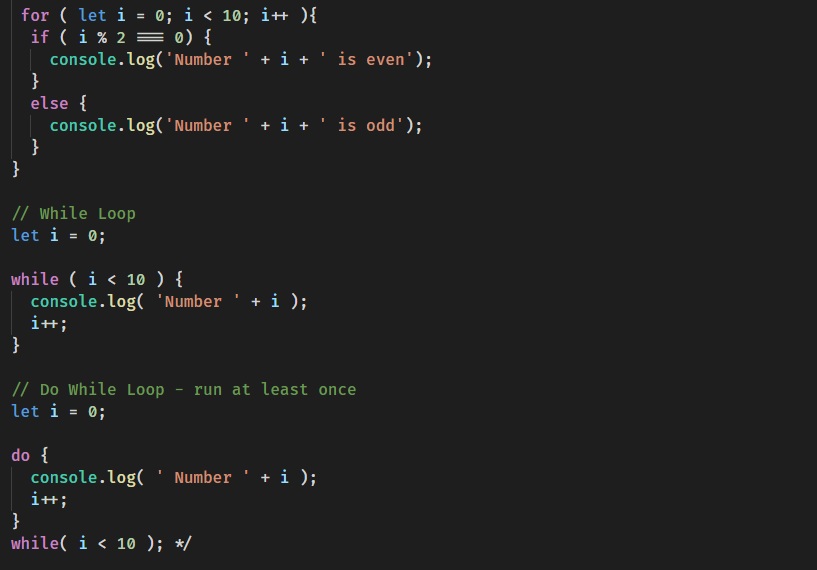 for ( let i = 0; i < 10; i++ ){
if ( i % 2 === 0) {
console.log('Number ' + i + ' is even');
}
else {
console.log('Number ' + i + ' is odd');
}
}
// While Loop
let i = 0;
while ( i < 10 ) {
console.log( 'Number ' + i );
i++;
}
// Do While Loop - run at least once
let i = 0;
do {
console.log( ' Number ' + i );
i++;
}
while( i < 10 ); */